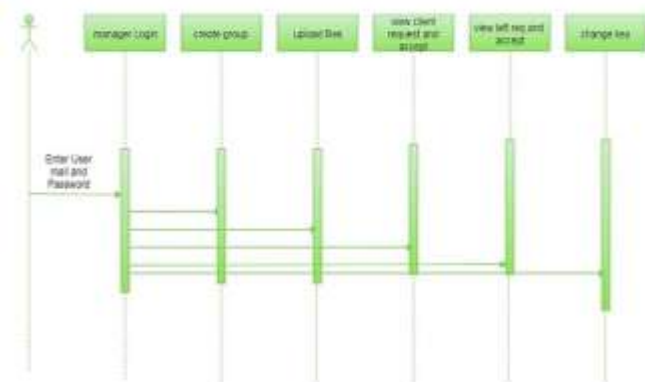 manager Login
create group
upload files
view client
request and
accept
view left req and
accept
change key
Enter User
mail and
Password